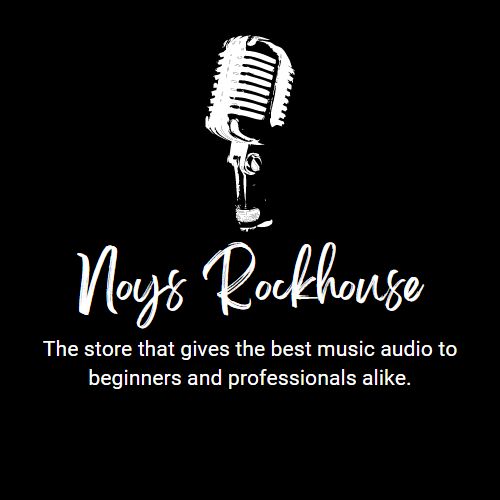 Noys Rockhouse
The store that gives the best music audio to
beginners and professionals alike.